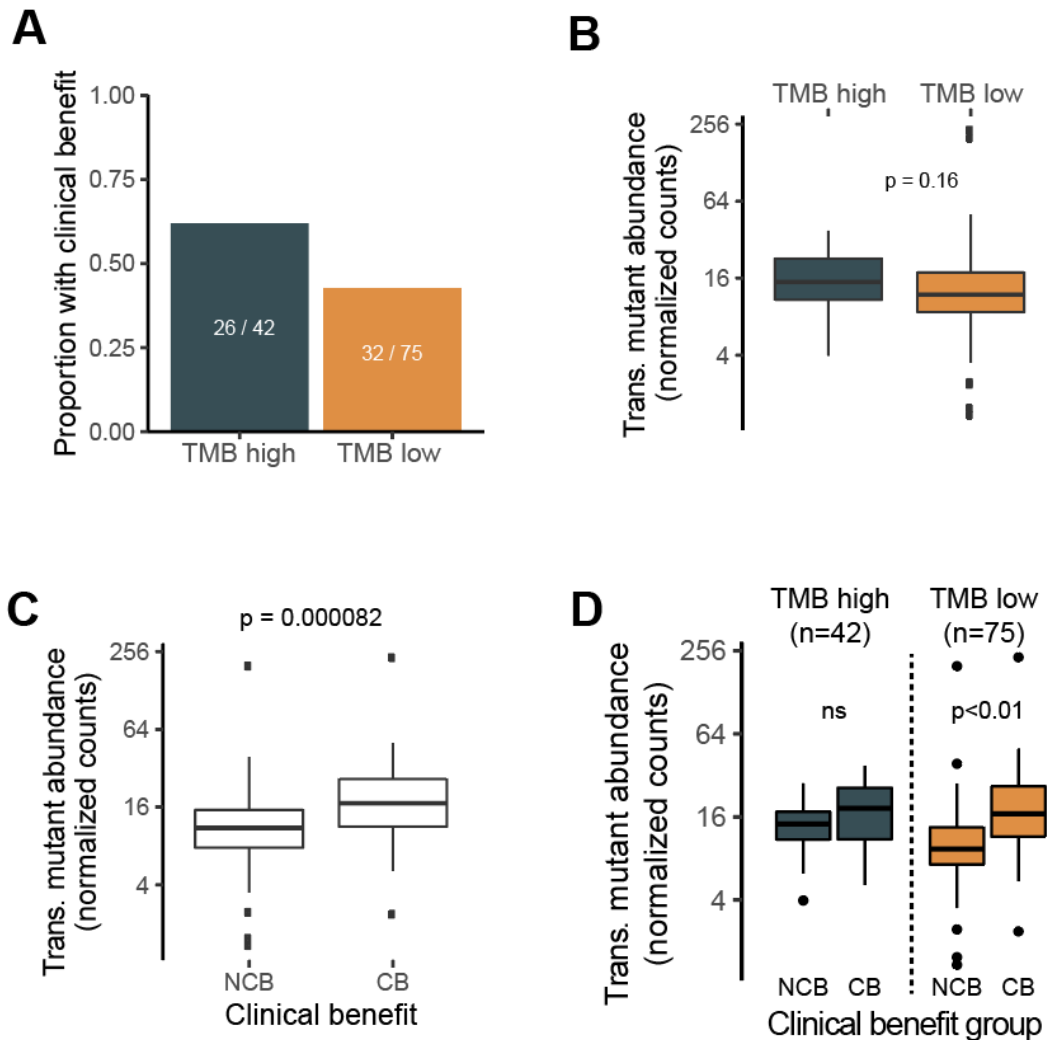 A
Proportion with clinical benefit
1.00
0.75
0.50
0.25
0.00
26 / 42
32 / 75
TMB high
TMB low
B
TMB high
TMB low
Trans. mutant abundance
(normalized counts)
256
64
16
4
p = 0.16
C
p = 0.000082
Trans. mutant abundance
(normalized counts)
256
64
16
4
NCB
CB
Clinical benefit
D
TMB high
(n=42)
TMB low
(n=75)
Trans. mutant abundance
(normalized counts)
256
64
16
4
ns
p<0.01
NCB
CB
NCB
CB
Clinical benefit group